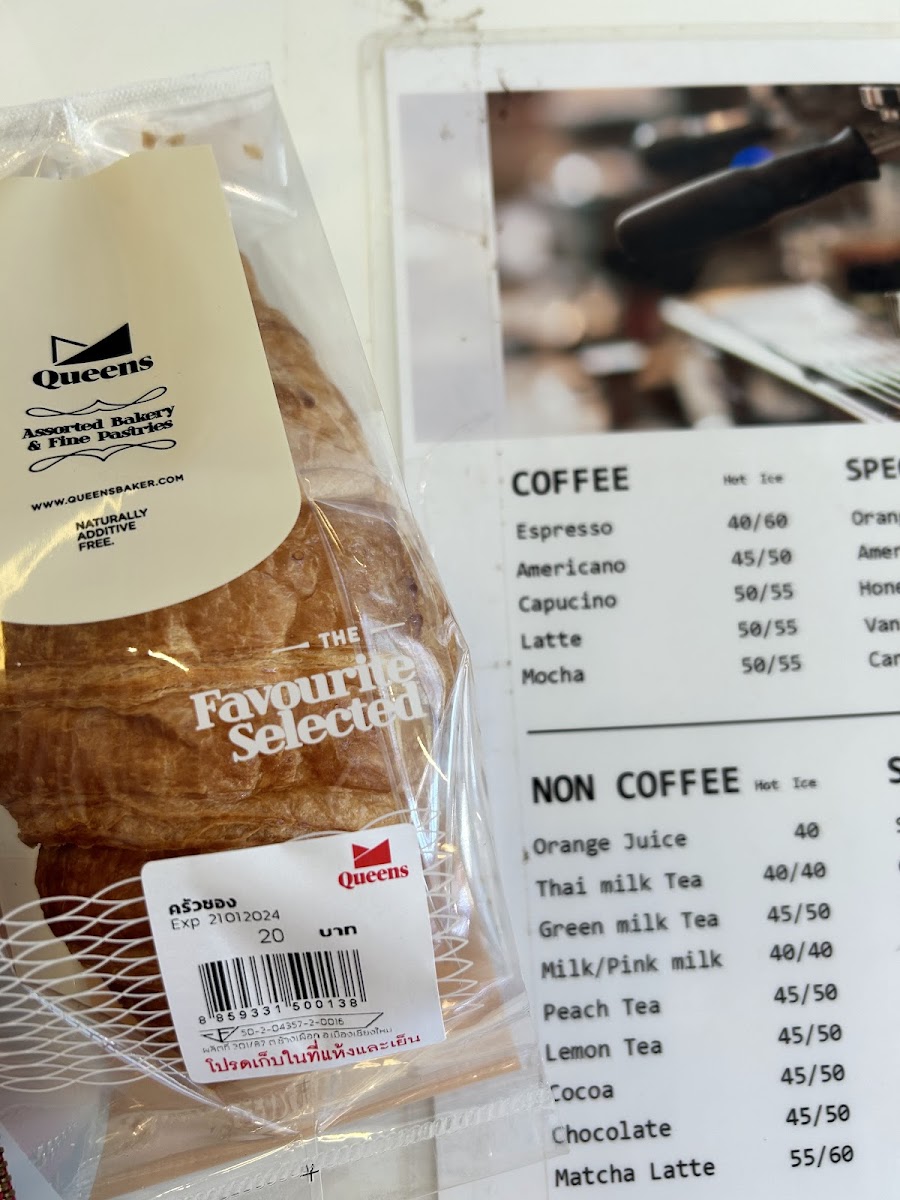 Queens
Assorted Bakery
& Fine Pastries
WWW.QUEENSBAKER.COM
NATURALLY
ADDITIVE
FREE.
THE
Favourite
Selected
Queens
ครัวซอง
Exp 21012024
20 บาท
8 859331 500138
50-2-04357-2-0016
โปรดเก็บในที่แห้งและเย็น
COFFEE Hot Ice
Espresso 40/60
Americano 45/50
Capucino 50/55
Latte 50/55
Mocha 50/55
NON COFFEE Hot Ice
Orange Juice 40
Thai milk Tea 40/40
Green milk Tea 45/50
Milk/Pink milk 40/40
Peach Tea 45/50
Lemon Tea 45/50
Cocoa 45/50
Chocolate 45/50
Matcha Latte 55/60